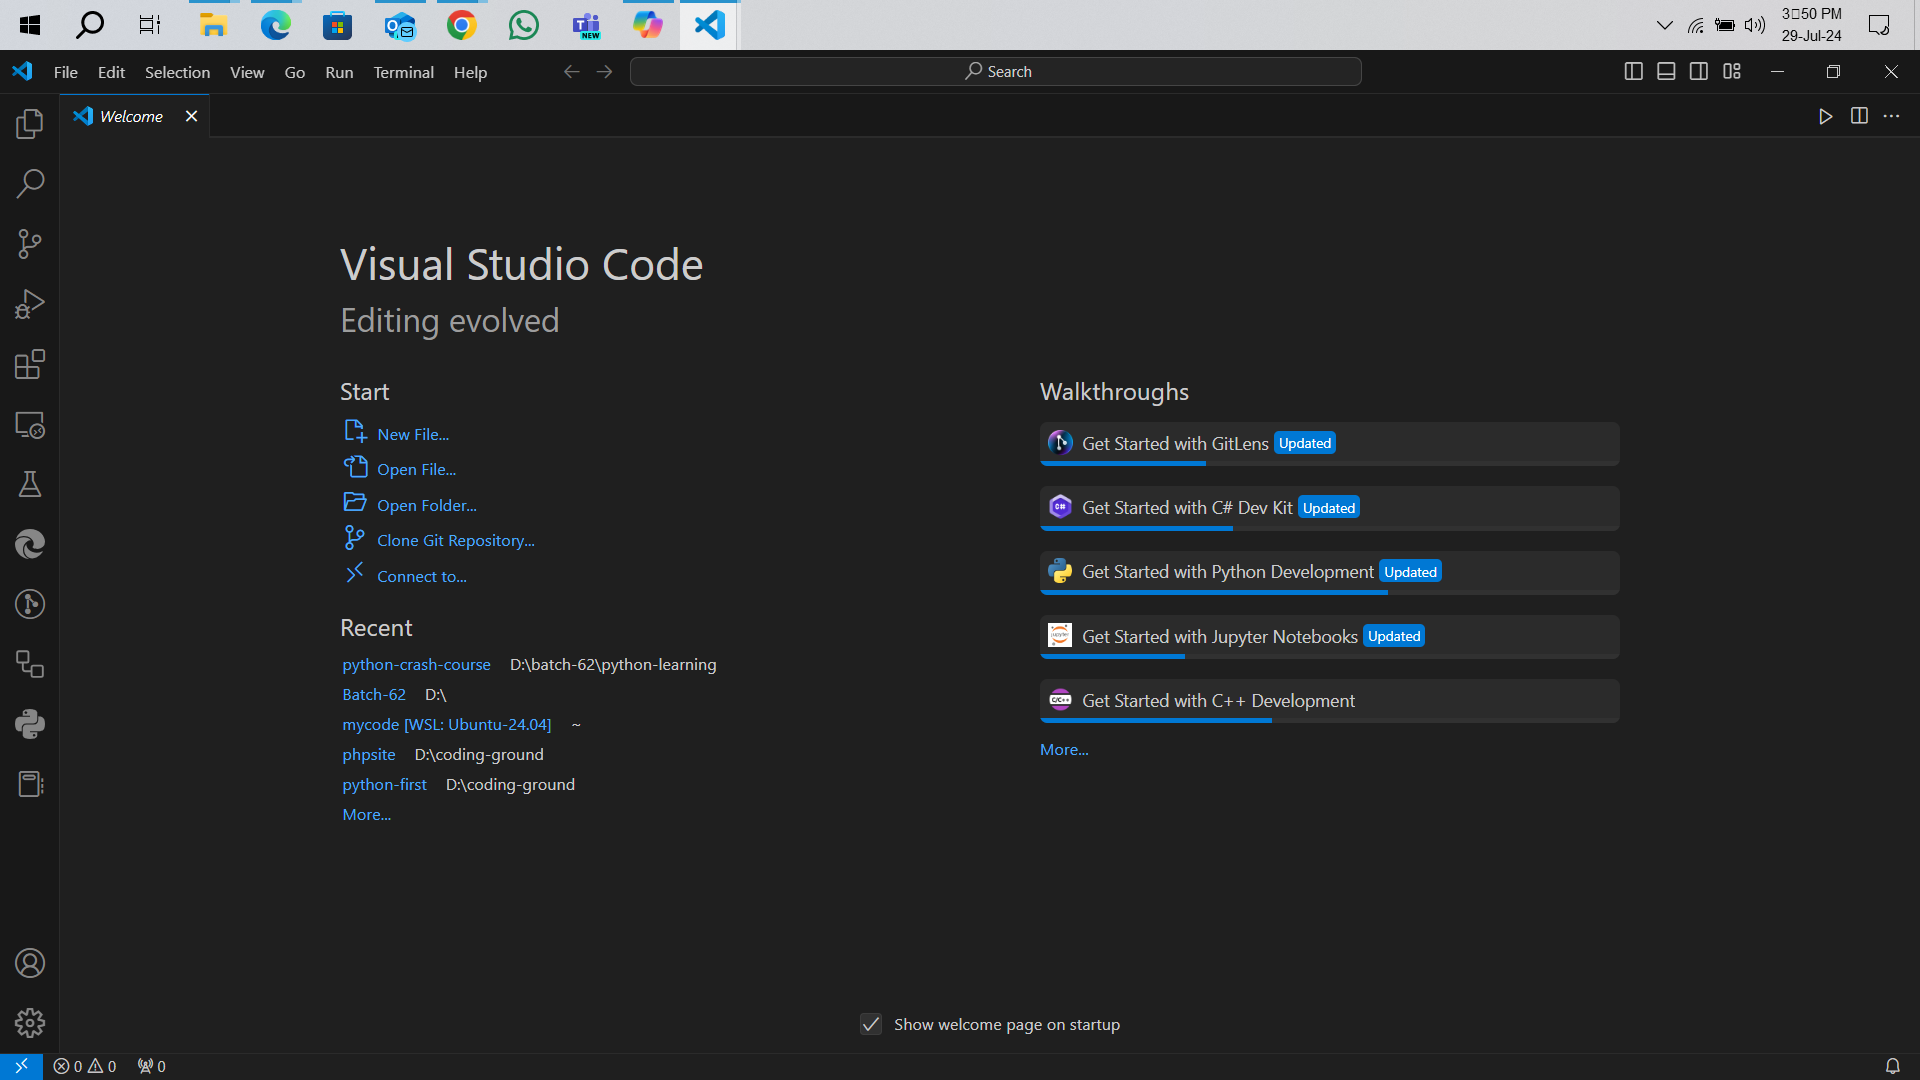 3:50 PM
29-Jul-24
NEW
File Edit Selection View Go Run Terminal Help
Search
Welcome
Visual Studio Code
Editing evolved
Start
New File...
Open File...
Open Folder...
Clone Git Repository...
Connect to...
Recent
python-crash-course D:\batch-62\python-learning
Batch-62 D:\
mycode [WSL: Ubuntu-24.04] ~
phpsite D:\coding-ground
python-first D:\coding-ground
More...
Walkthroughs
Get Started with GitLens Updated
Get Started with C# Dev Kit Updated
Get Started with Python Development Updated
Get Started with Jupyter Notebooks Updated
Get Started with C++ Development
More...
Show welcome page on startup
0 0 0